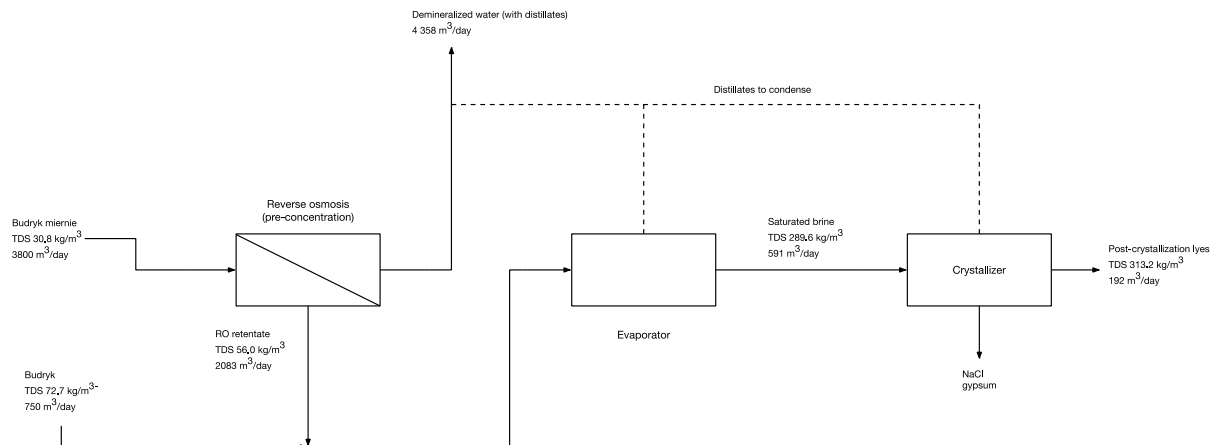 Demineralized water (with distillates)
4 358 m³/day
Distillates to condense
Reverse osmosis
(pre-concentration)
Budryk miernie
TDS 30.8 kg/m³
3800 m³/day
Saturated brine
TDS 289.6 kg/m³
591 m³/day
Crystallizer
Post-crystallization lyes
TDS 313.2 kg/m³
192 m³/day
RO retentate
TDS 56.0 kg/m³
2083 m³/day
Evaporator
Budryk
TDS 72.7 kg/m³⁻
750 m³/day
NaCl
gypsum